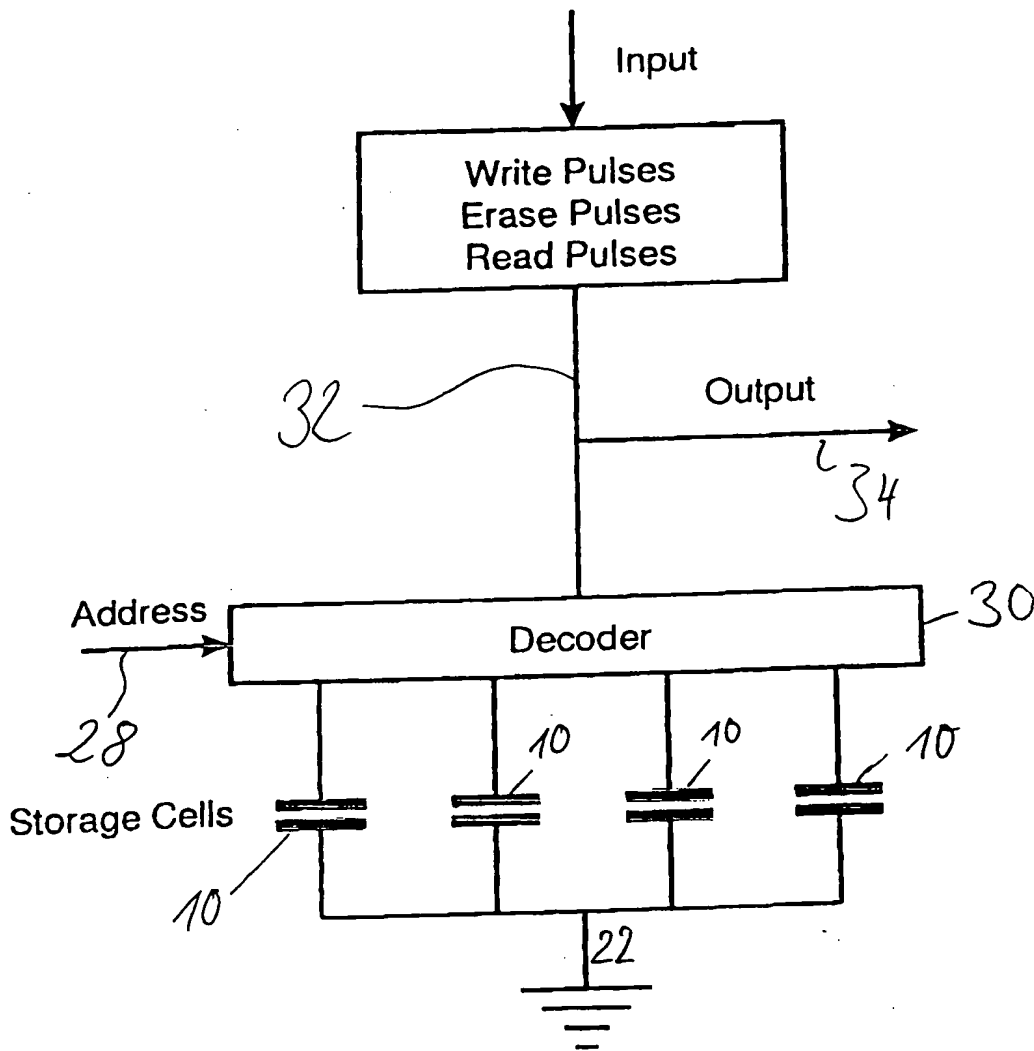 Input
Write Pulses
Erase Pulses
Read Pulses
32
Output
34
Address
Decoder
30
28
10
10
10
Storage Cells
10
22